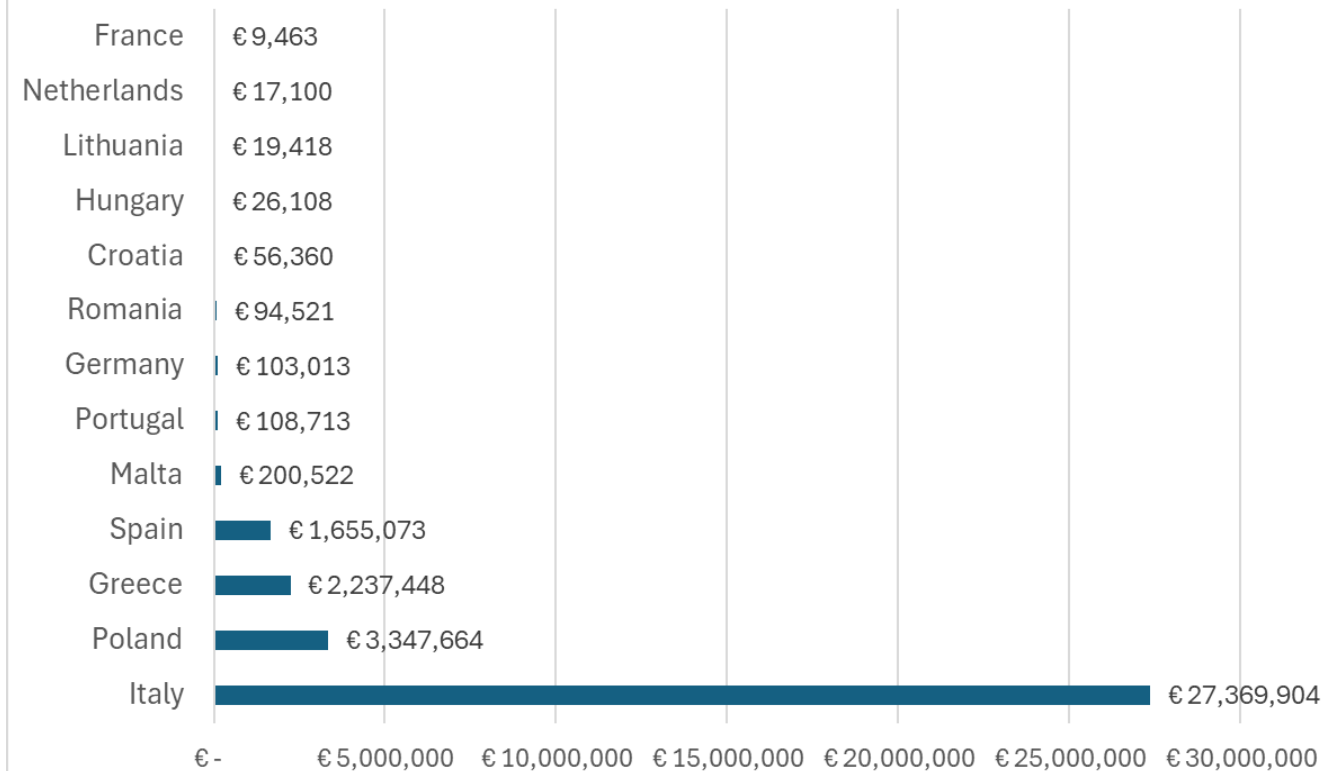 France € 9,463
Netherlands € 17,100
Lithuania € 19,418
Hungary € 26,108
Croatia € 56,360
Romania € 94,521
Germany € 103,013
Portugal € 108,713
Malta € 200,522
Spain € 1,655,073
Greece € 2,237,448
Poland € 3,347,664
Italy € 27,369,904
€ - € 5,000,000 € 10,000,000 € 15,000,000 € 20,000,000 € 25,000,000 € 30,000,000